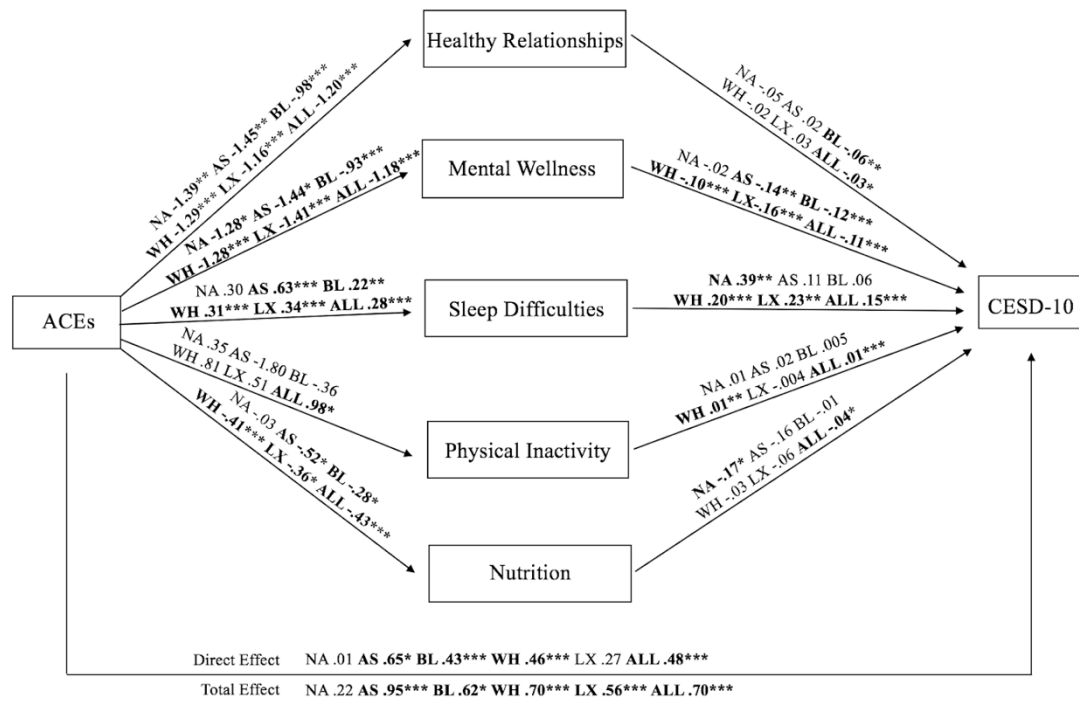 Healthy Relationships
NA -1.39** AS -1.45** BL -.98***
WH -1.29*** LX -1.16*** ALL -1.20***
NA -.05 AS .02 BL -.06**
WH -.02 LX .03 ALL -.03*
Mental Wellness
NA -1.28* AS -1.44* BL -.93***
WH -1.28*** LX -1.41*** ALL -1.18***
NA -.02 AS -.14** BL -.12***
WH -.10*** LX-.16*** ALL -.11***
ACEs
NA .30 AS .63*** BL .22**
WH .31*** LX .34*** ALL .28***
Sleep Difficulties
NA .39** AS .11 BL .06
WH .20*** LX .23** ALL .15***
CESD-10
NA .35 AS -1.80 BL -.36
WH .81 LX .51 ALL .98*
Physical Inactivity
NA .01 AS .02 BL .005
WH .01** LX -.004 ALL .01***
NA -.03 AS -.52* BL -.28*
WH -.41*** LX -.36* ALL -.43***
Nutrition
NA -.17* AS -.16 BL -.01
WH -.03 LX -.06 ALL -.04*
Direct Effect NA .01 AS .65* BL .43*** WH .46*** LX .27 ALL .48***
Total Effect NA .22 AS .95*** BL .62* WH .70*** LX .56*** ALL .70***